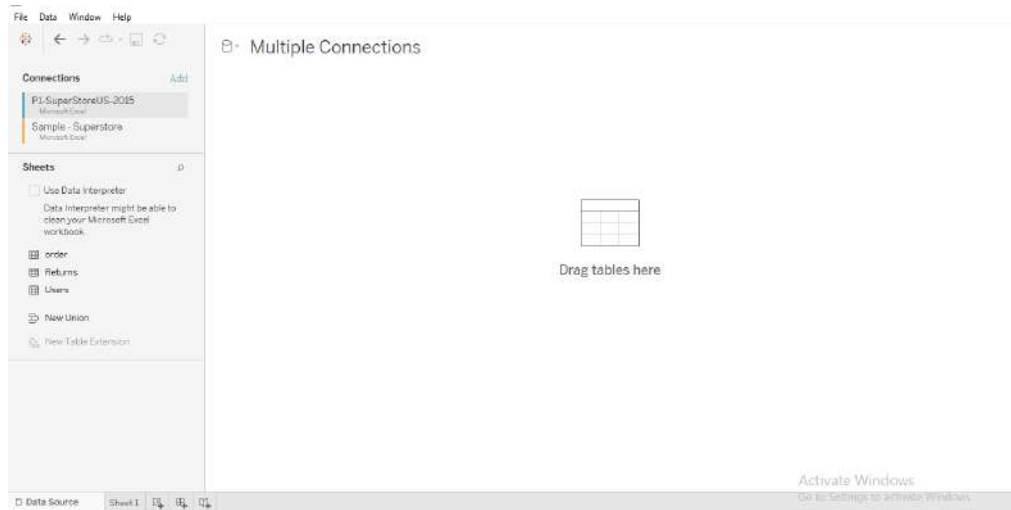 File Data Window Help
Multiple Connections
Connections Add
P1-SuperStoreUS-2015
Microsoft Excel
Sample - Superstore
Microsoft Excel
Sheets
Use Data Interpreter
Data Interpreter might be able to
clean your Microsoft Excel
workbook.
order
Returns
Users
New Union
New Table Extension
Drag tables here
Activate Windows
Go to Settings to activate Windows.
Data Source Sheet 1